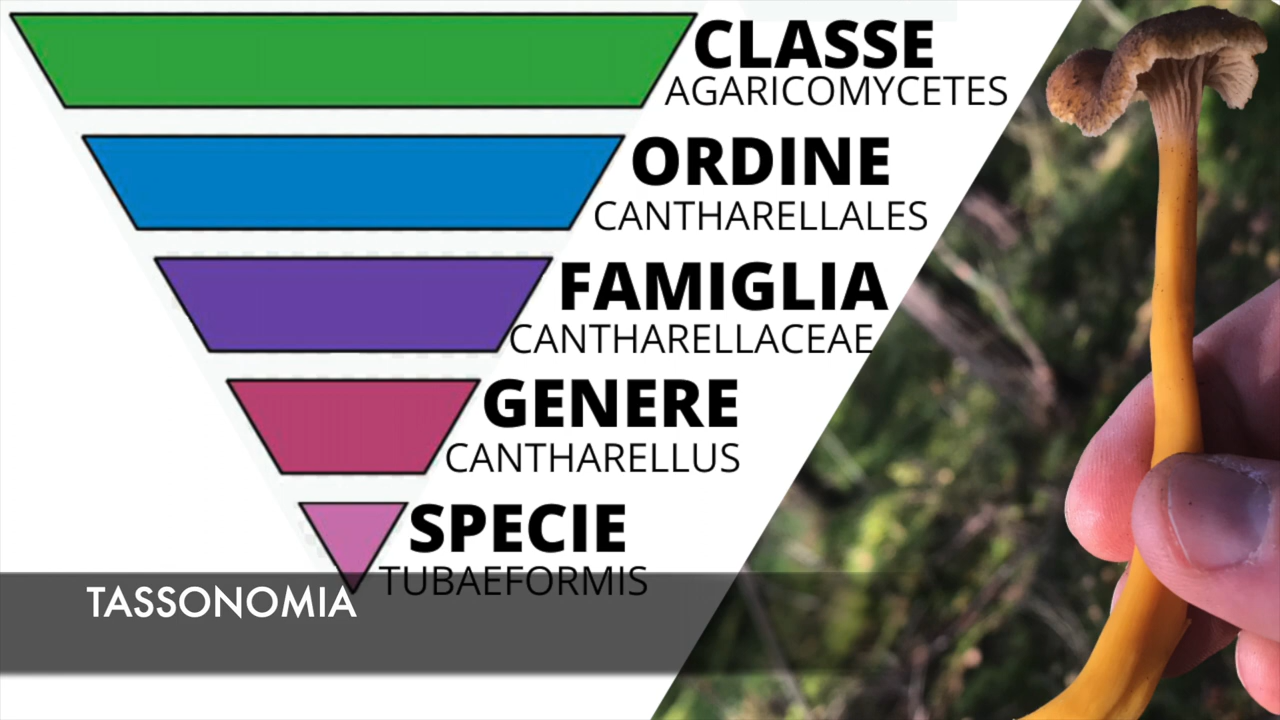 CLASSE
AGARICOMYCETES
ORDINE
CANTHARELLALES
FAMIGLIA
CANTHARELLACEAE
GENERE
CANTHARELLUS
SPECIE
TUBAEFORMIS
TASSONOMIA